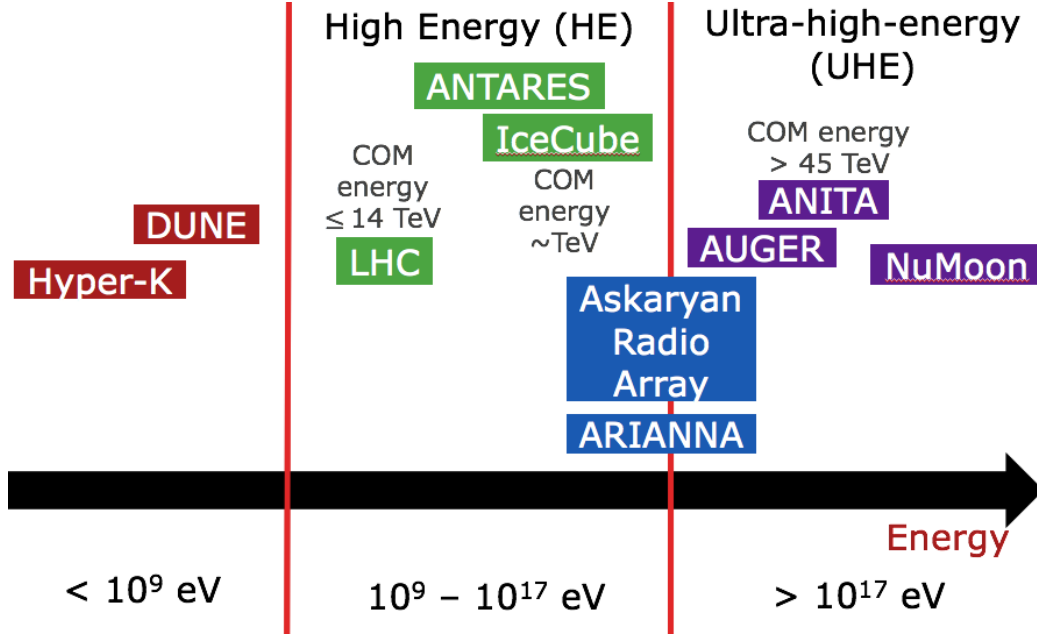 High Energy (HE)
Ultra-high-energy
(UHE)
ANTARES
IceCube
COM
energy
≤ 14 TeV
LHC
COM
energy
~TeV
COM energy
> 45 TeV
ANITA
AUGER
NuMoon
DUNE
Hyper-K
Askaryan
Radio
Array
ARIANNA
Energy
< 10⁹ eV
10⁹ – 10¹⁷ eV
> 10¹⁷ eV